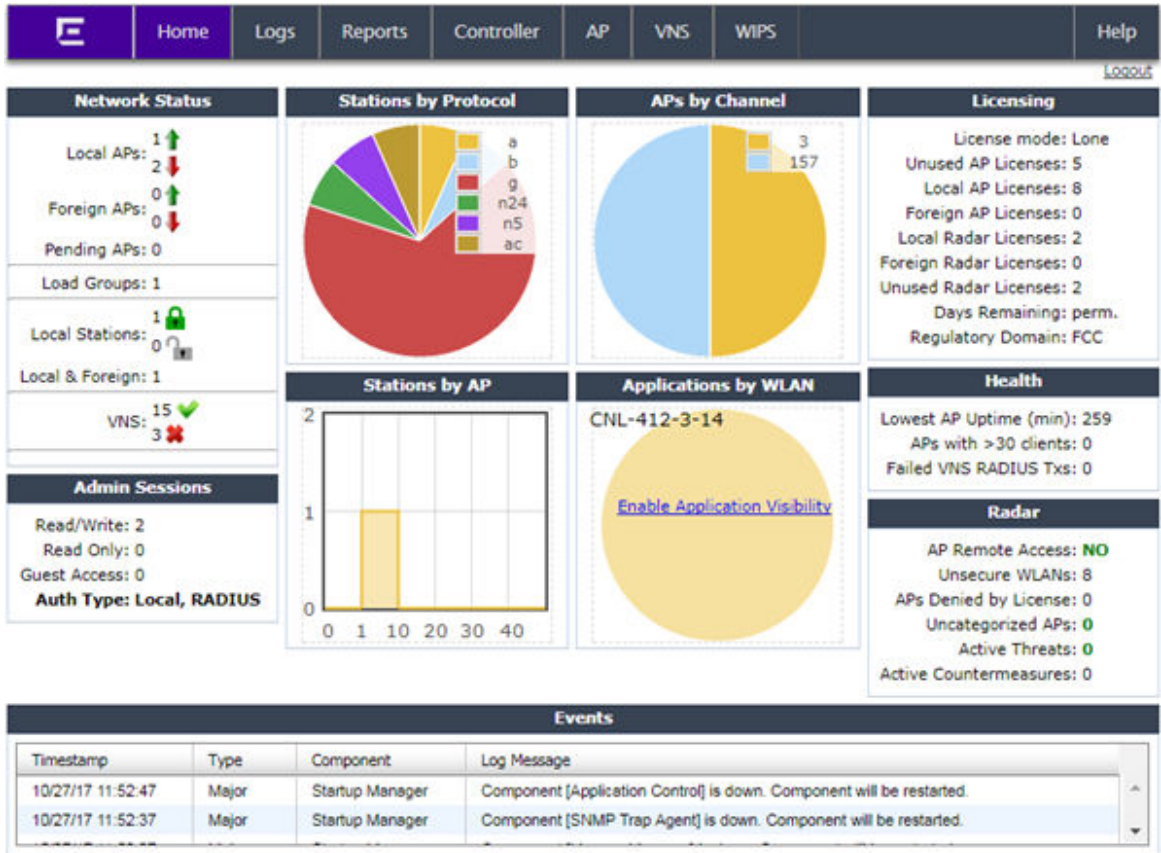 Home Logs Reports Controller AP VNS WIPS Help
Logout
Network Status
Local APs: 1
2
Foreign APs: 0
0
Pending APs: 0
Load Groups: 1
Local Stations: 1
0
Local & Foreign: 1
VNS: 15
3
Admin Sessions
Read/Write: 2
Read Only: 0
Guest Access: 0
Auth Type: Local, RADIUS
Stations by Protocol
a
b
g
n24
n5
ac
Stations by AP
2
1
0
0 1 10 20 30 40
APs by Channel
3
157
Applications by WLAN
CNL-412-3-14
Enable Application Visibility
Licensing
License mode: Lone
Unused AP Licenses: 5
Local AP Licenses: 8
Foreign AP Licenses: 0
Local Radar Licenses: 2
Foreign Radar Licenses: 0
Unused Radar Licenses: 2
Days Remaining: perm.
Regulatory Domain: FCC
Health
Lowest AP Uptime (min): 259
APs with >30 clients: 0
Failed VNS RADIUS Txs: 0
Radar
AP Remote Access: NO
Unsecure WLANs: 8
APs Denied by License: 0
Uncategorized APs: 0
Active Threats: 0
Active Countermeasures: 0
Events
Timestamp Type Component Log Message
10/27/17 11:52:47 Major Startup Manager Component [Application Control] is down. Component will be restarted.
10/27/17 11:52:37 Major Startup Manager Component [SNMP Trap Agent] is down. Component will be restarted.